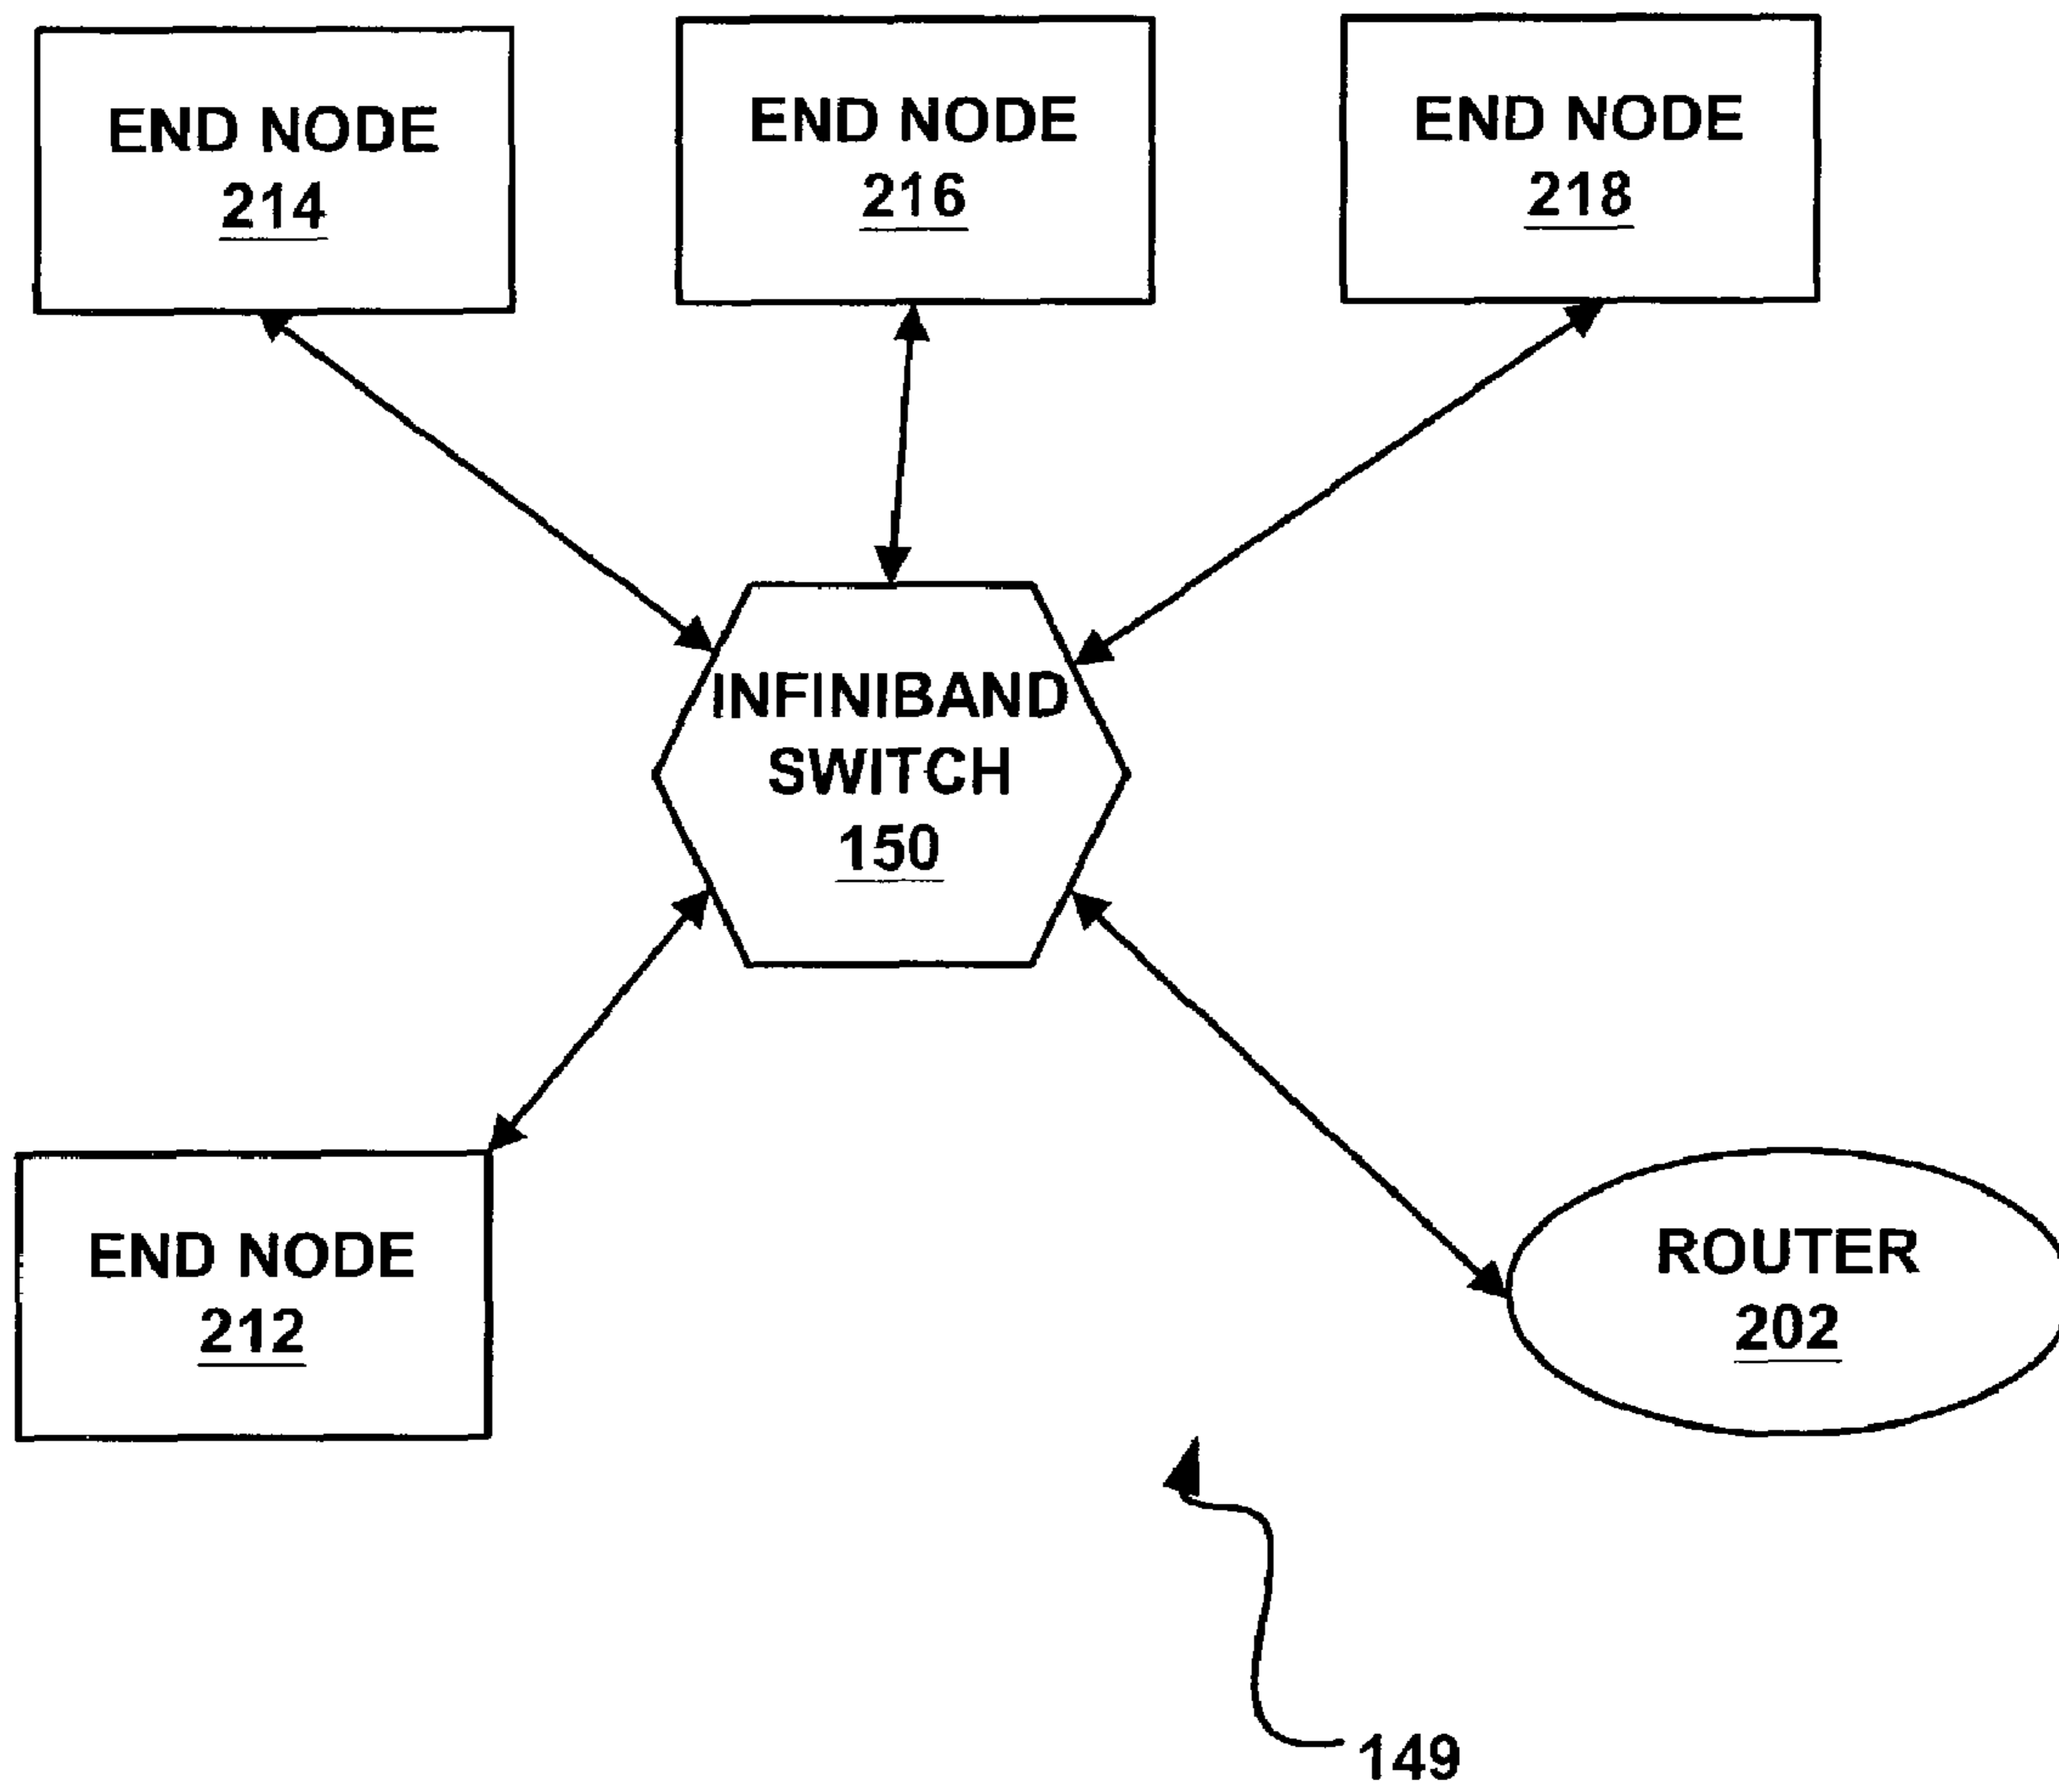 END NODE
214
END NODE
216
END NODE
218
INFINIBAND
SWITCH
150
END NODE
212
ROUTER
202
149